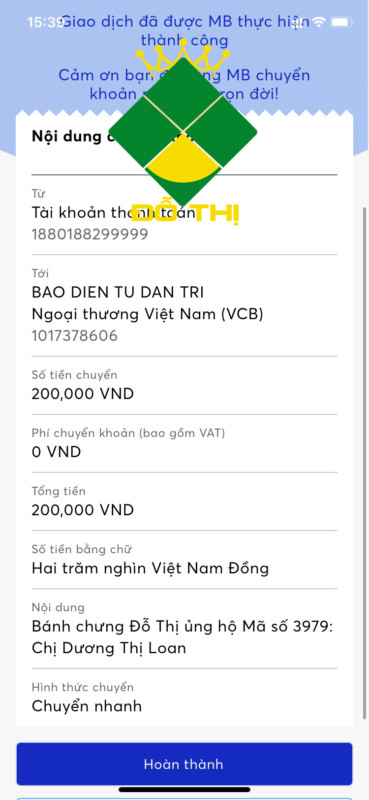 15:39
Giao dịch đã được MB thực hiện
thành công
Cảm ơn bạn MB chuyển
khoản trọn đời!
Nội dung
ĐỖ THỊ
Từ
Tài khoản thanh toán
1880188299999
Tới
BAO DIEN TU DAN TRI
Ngoại thương Việt Nam (VCB)
1017378606
Số tiền chuyển
200,000 VND
Phí chuyển khoản (bao gồm VAT)
0 VND
Tổng tiền
200,000 VND
Số tiền bằng chữ
Hai trăm nghìn Việt Nam Đồng
Nội dung
Bánh chưng Đỗ Thị ủng hộ Mã số 3979:
Chị Dương Thị Loan
Hình thức chuyển
Chuyển nhanh
Hoàn thành